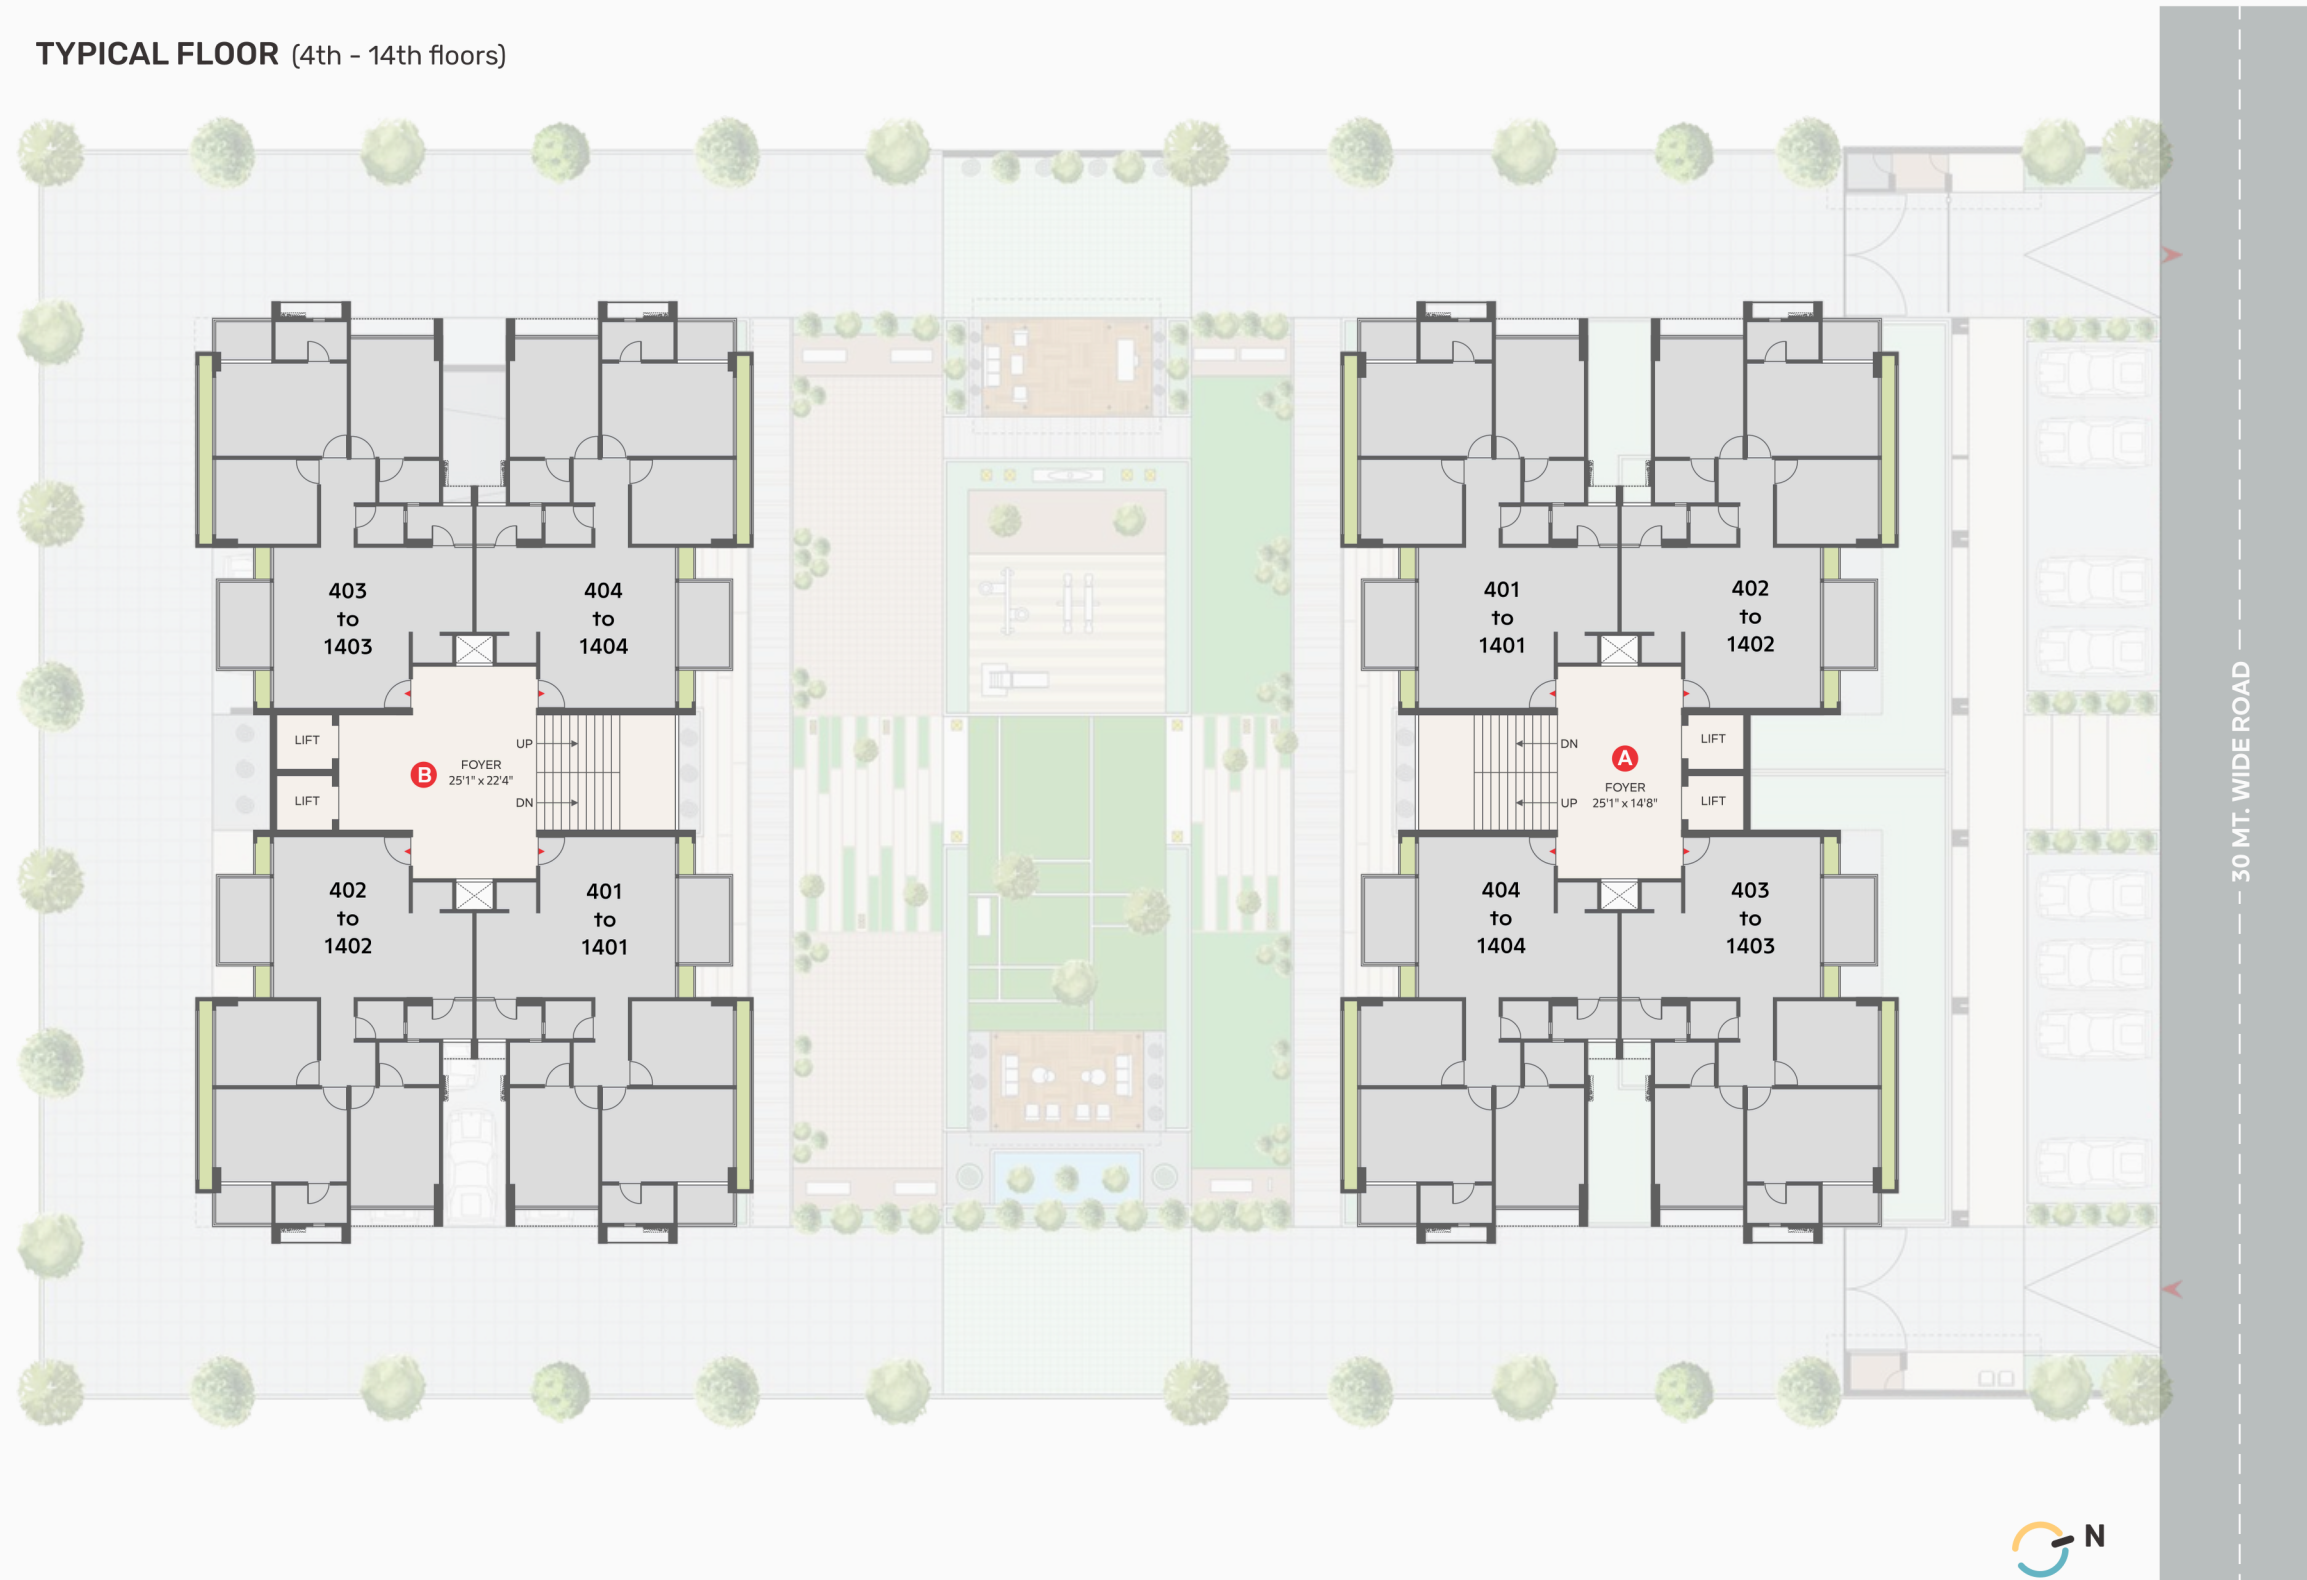 TYPICAL FLOOR (4th - 14th floors)
403
to
1403
404
to
1404
LIFT
LIFT
B
FOYER
25'1" x 22'4"
UP
DN
402
to
1402
401
to
1401
401
to
1401
402
to
1402
DN
UP
A
FOYER
25'1" x 14'8"
LIFT
LIFT
404
to
1404
403
to
1403
30 MT. WIDE ROAD
N